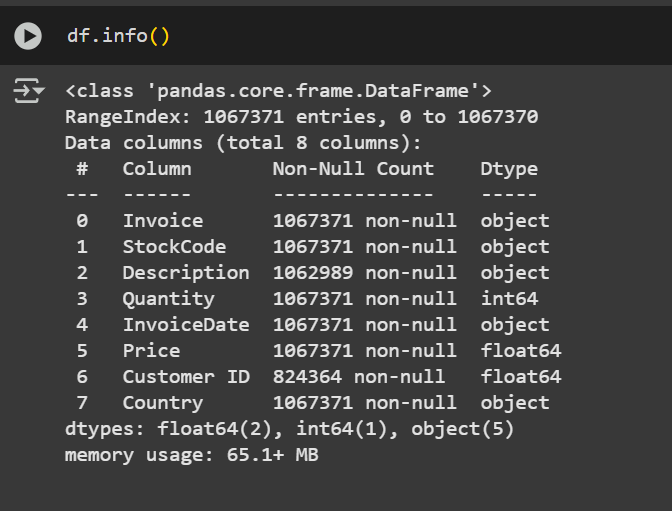 df.info()
<class 'pandas.core.frame.DataFrame'>
RangeIndex: 1067371 entries, 0 to 1067370
Data columns (total 8 columns):
 #   Column       Non-Null Count    Dtype
---  ------       --------------    -----
 0   Invoice      1067371 non-null  object
 1   StockCode    1067371 non-null  object
 2   Description  1062989 non-null  object
 3   Quantity     1067371 non-null  int64
 4   InvoiceDate  1067371 non-null  object
 5   Price        1067371 non-null  float64
 6   Customer ID  824364 non-null   float64
 7   Country      1067371 non-null  object
dtypes: float64(2), int64(1), object(5)
memory usage: 65.1+ MB